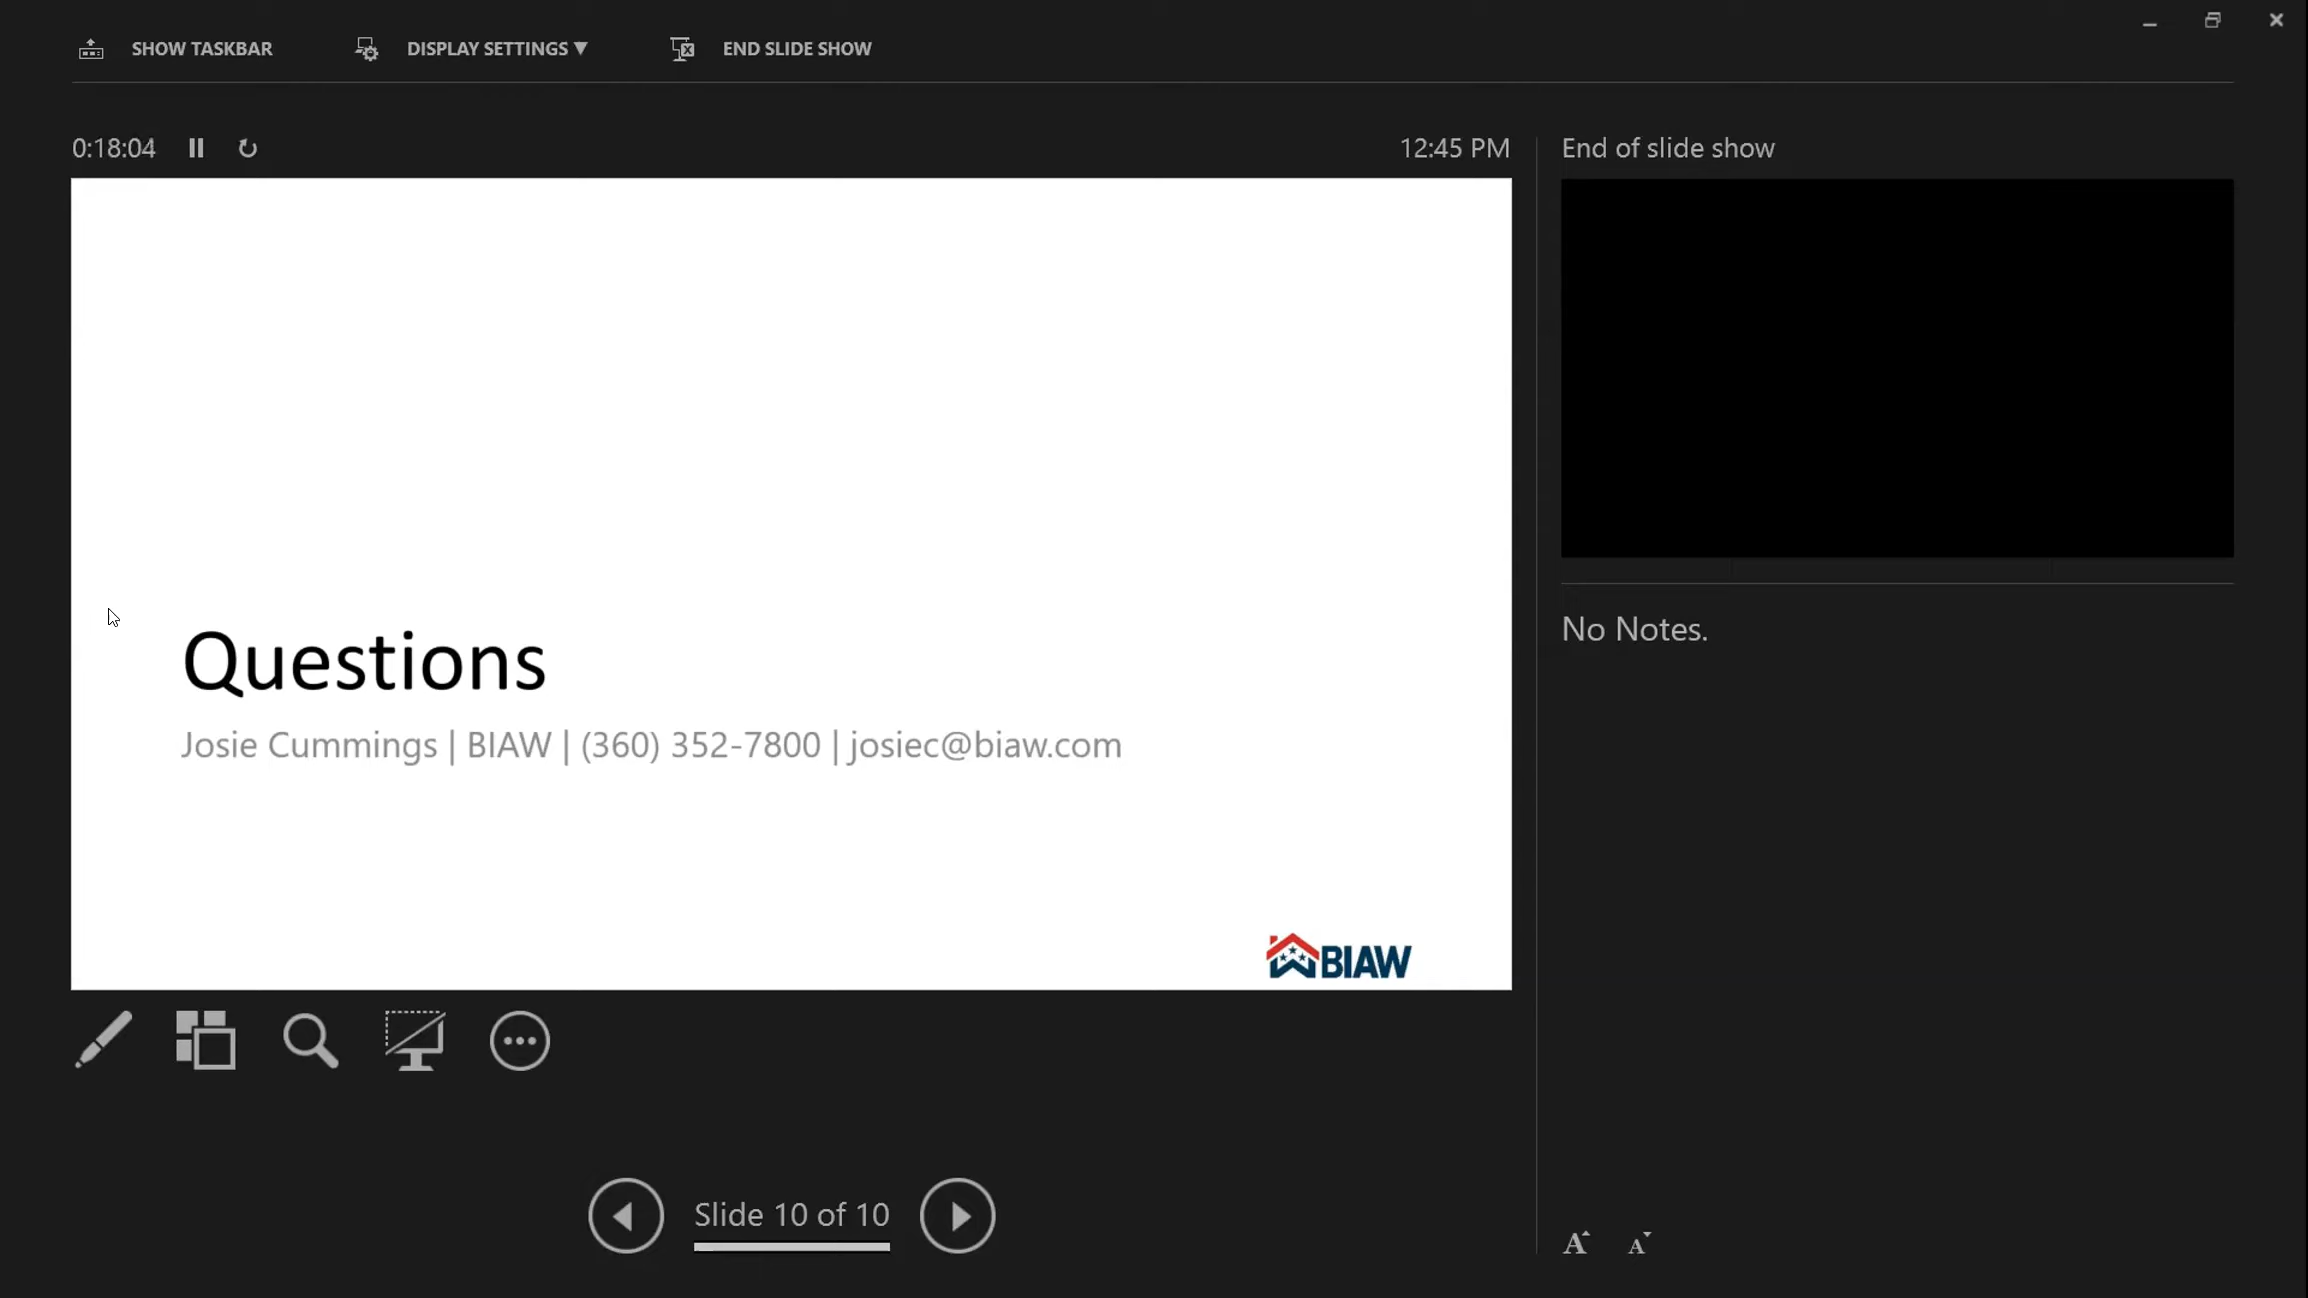 SHOW TASKBAR
DISPLAY SETTINGS ▼
END SLIDE SHOW
0:18:04
12:45 PM
End of slide show
Questions
Josie Cummings | BIAW | (360) 352-7800 | josiec@biaw.com
BIAW
No Notes.
Slide 10 of 10
A
A